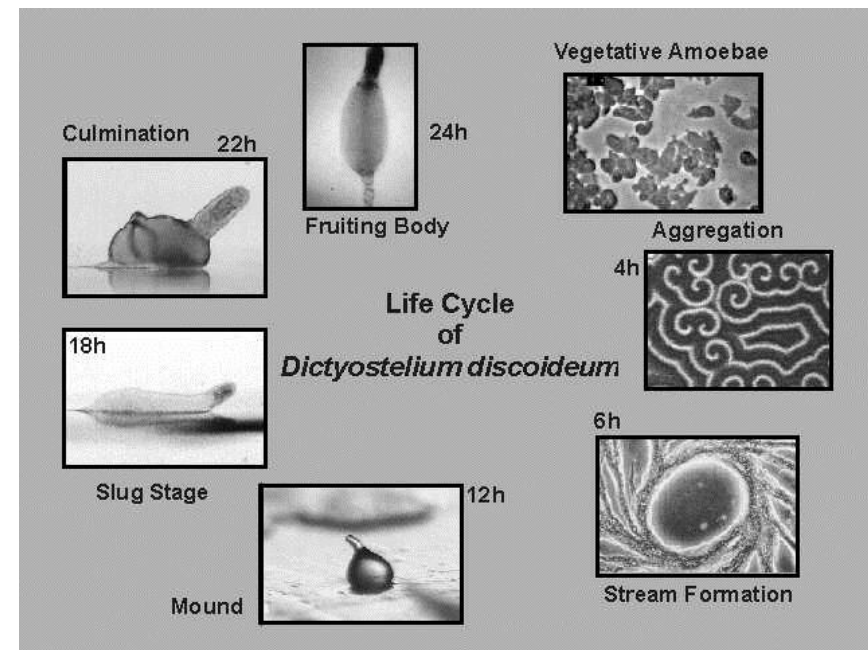 Vegetative Amoebae
Aggregation
4h
6h
Stream Formation
12h
Mound
18h
Slug Stage
Culmination
22h
24h
Fruiting Body
Life Cycle
of
Dictyostelium discoideum